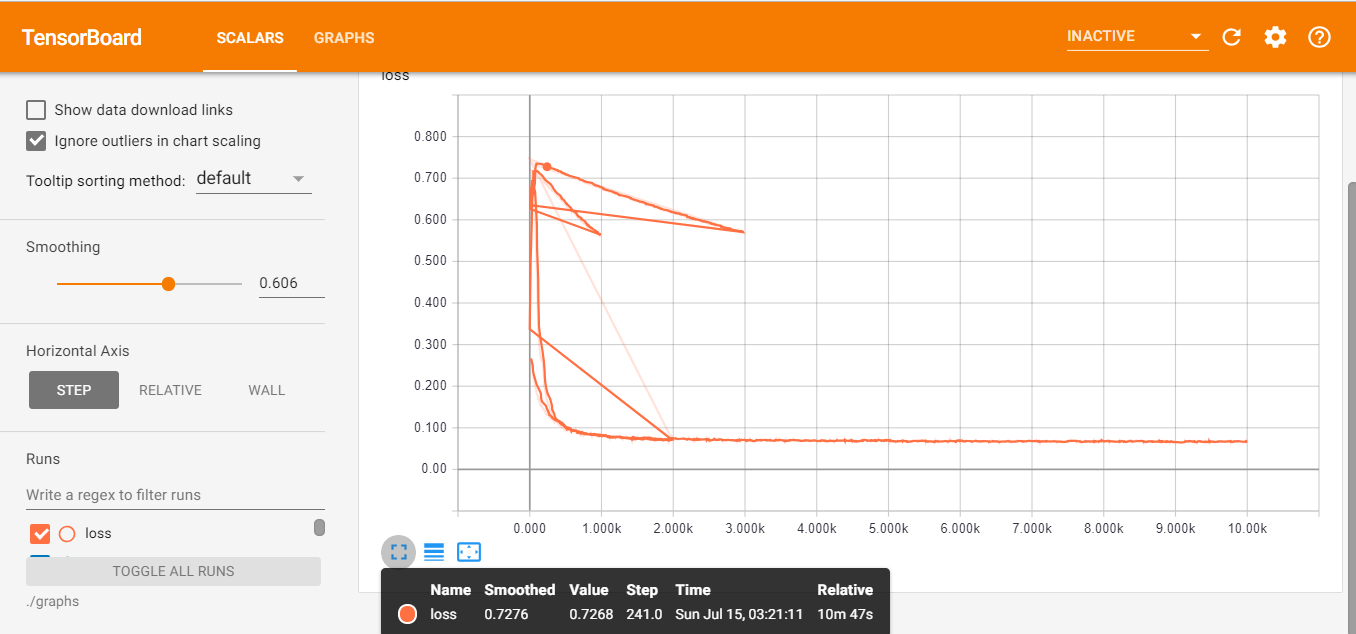 TensorBoard SCALARS GRAPHS INACTIVE
loss
Show data download links
Ignore outliers in chart scaling
Tooltip sorting method: default
Smoothing
0.606
Horizontal Axis
STEP RELATIVE WALL
Runs
Write a regex to filter runs
loss
TOGGLE ALL RUNS
./graphs
0.800
0.700
0.600
0.500
0.400
0.300
0.200
0.100
0.00
0.000 1.000k 2.000k 3.000k 4.000k 5.000k 6.000k 7.000k 8.000k 9.000k 10.00k
Name Smoothed Value Step Time Relative
loss 0.7276 0.7268 241.0 Sun Jul 15, 03:21:11 10m 47s